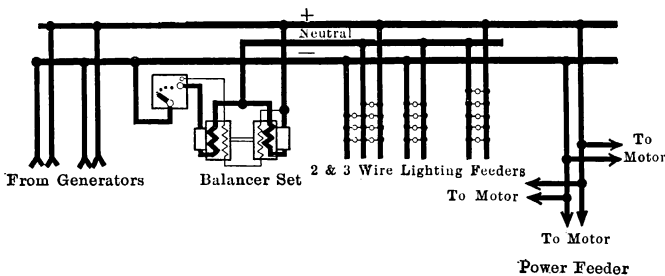 +
Neutral
−
From Generators
Balancer Set
2 & 3 Wire Lighting Feeders
To
Motor
To Motor
To Motor
Power Feeder